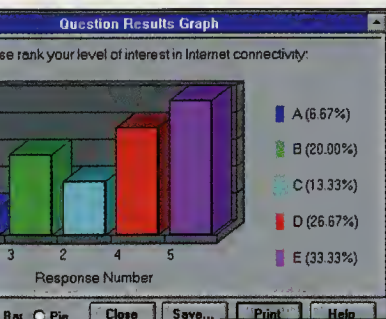 Question Results Graph
se rank your level of interest in Internet connectivity:
A (6.67%)
B (20.00%)
C (13.33%)
D (26.67%)
E (33.33%)
3 2 4 5
Response Number
Bar Pie Close Save... Print Help